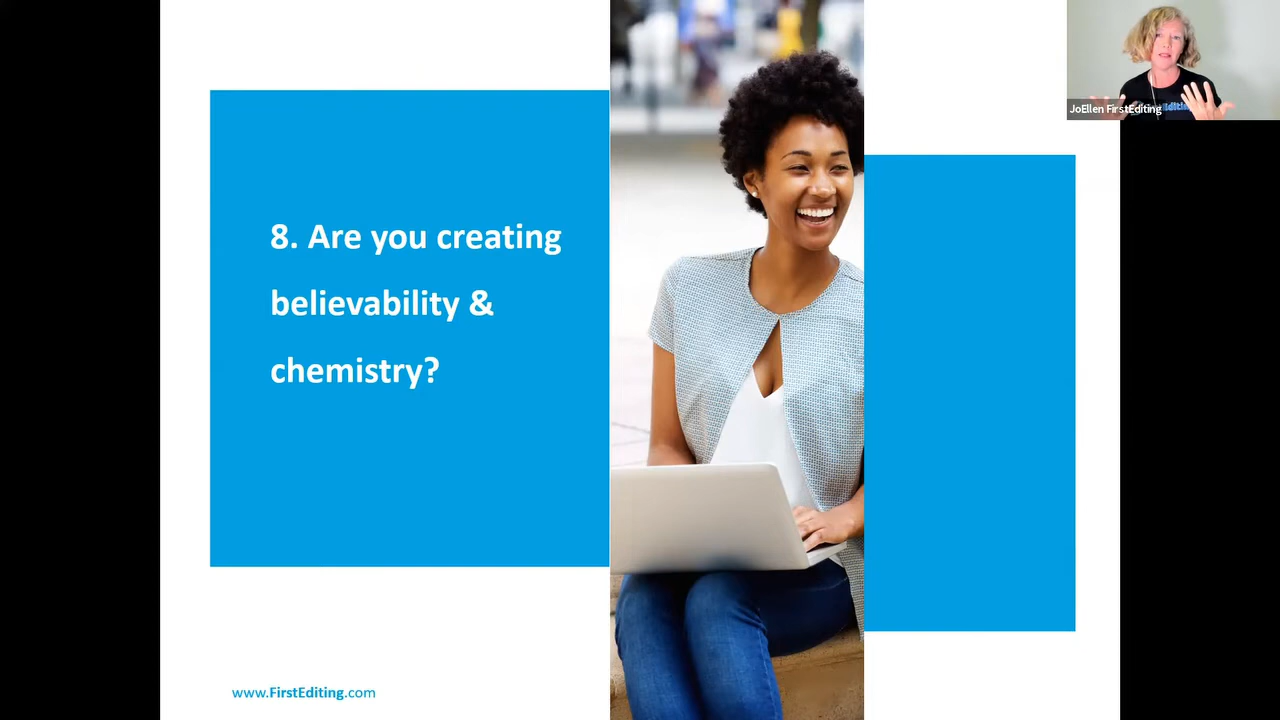 JoEllen FirstEditing
8. Are you creating
believability &
chemistry?
www.FirstEditing.com